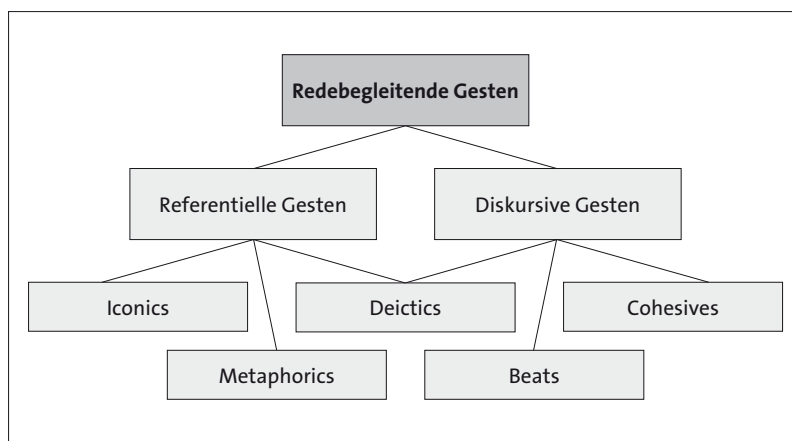 Redebegleitende Gesten
Referentielle Gesten
Diskursive Gesten
Iconics
Deictics
Cohesives
Metaphorics
Beats